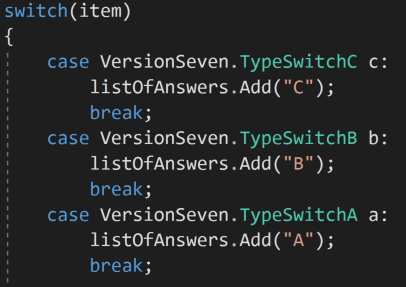 switch(item)
{
    case VersionSeven.TypeSwitchC c:
        listOfAnswers.Add("C");
        break;
    case VersionSeven.TypeSwitchB b:
        listOfAnswers.Add("B");
        break;
    case VersionSeven.TypeSwitchA a:
        listOfAnswers.Add("A");
        break;